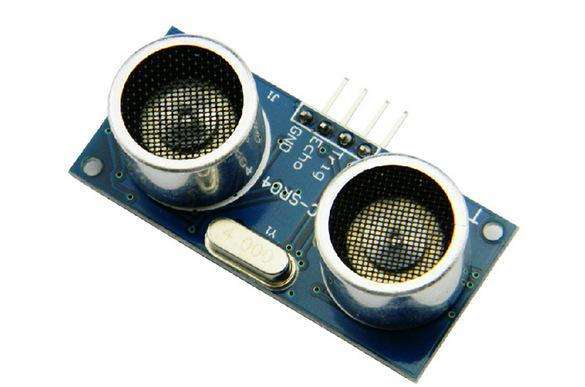 J1
GND
Echo
Trig
C-SR04
T
Y1
4.000